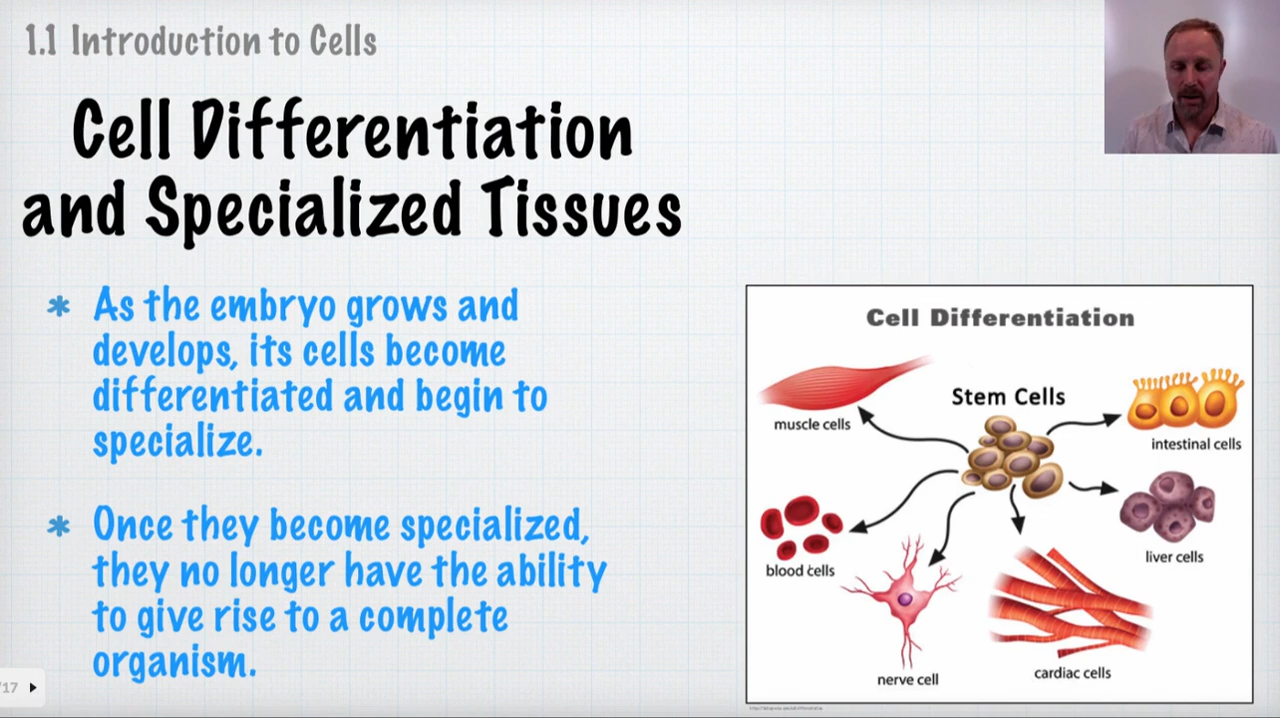 1.1 Introduction to Cells
Cell Differentiation
and Specialized Tissues
* As the embryo grows and
develops, its cells become
differentiated and begin to
specialize.
* Once they become specialized,
they no longer have the ability
to give rise to a complete
organism.
Cell Differentiation
Stem Cells
muscle cells
intestinal cells
blood cells
liver cells
nerve cell
cardiac cells
/17